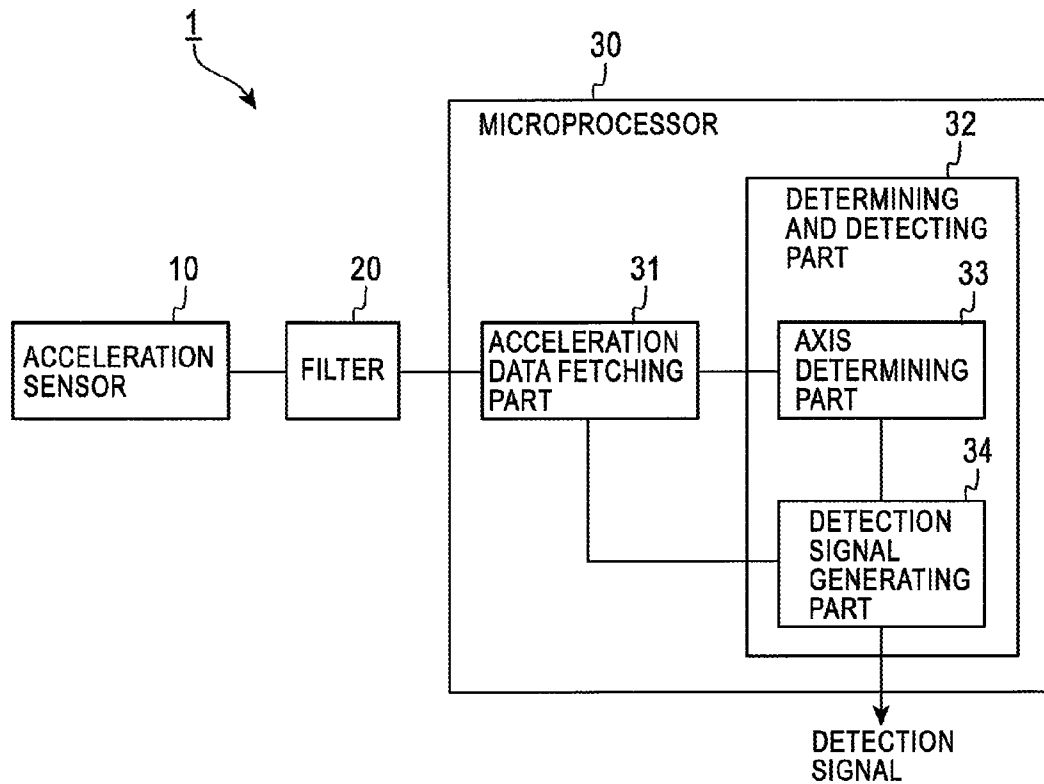 1
30
MICROPROCESSOR
32
DETERMINING
AND DETECTING
PART
10
20
31
33
ACCELERATION
SENSOR
FILTER
ACCELERATION
DATA FETCHING
PART
AXIS
DETERMINING
PART
34
DETECTION
SIGNAL
GENERATING
PART
DETECTION
SIGNAL